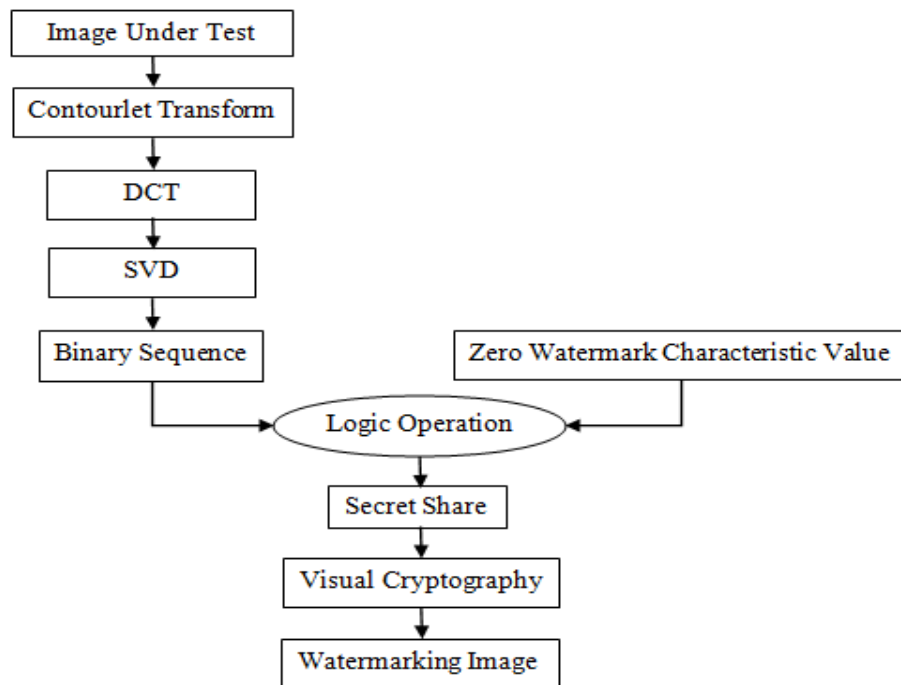 Image Under Test
Contourlet Transform
DCT
SVD
Binary Sequence
Zero Watermark Characteristic Value
Logic Operation
Secret Share
Visual Cryptography
Watermarking Image